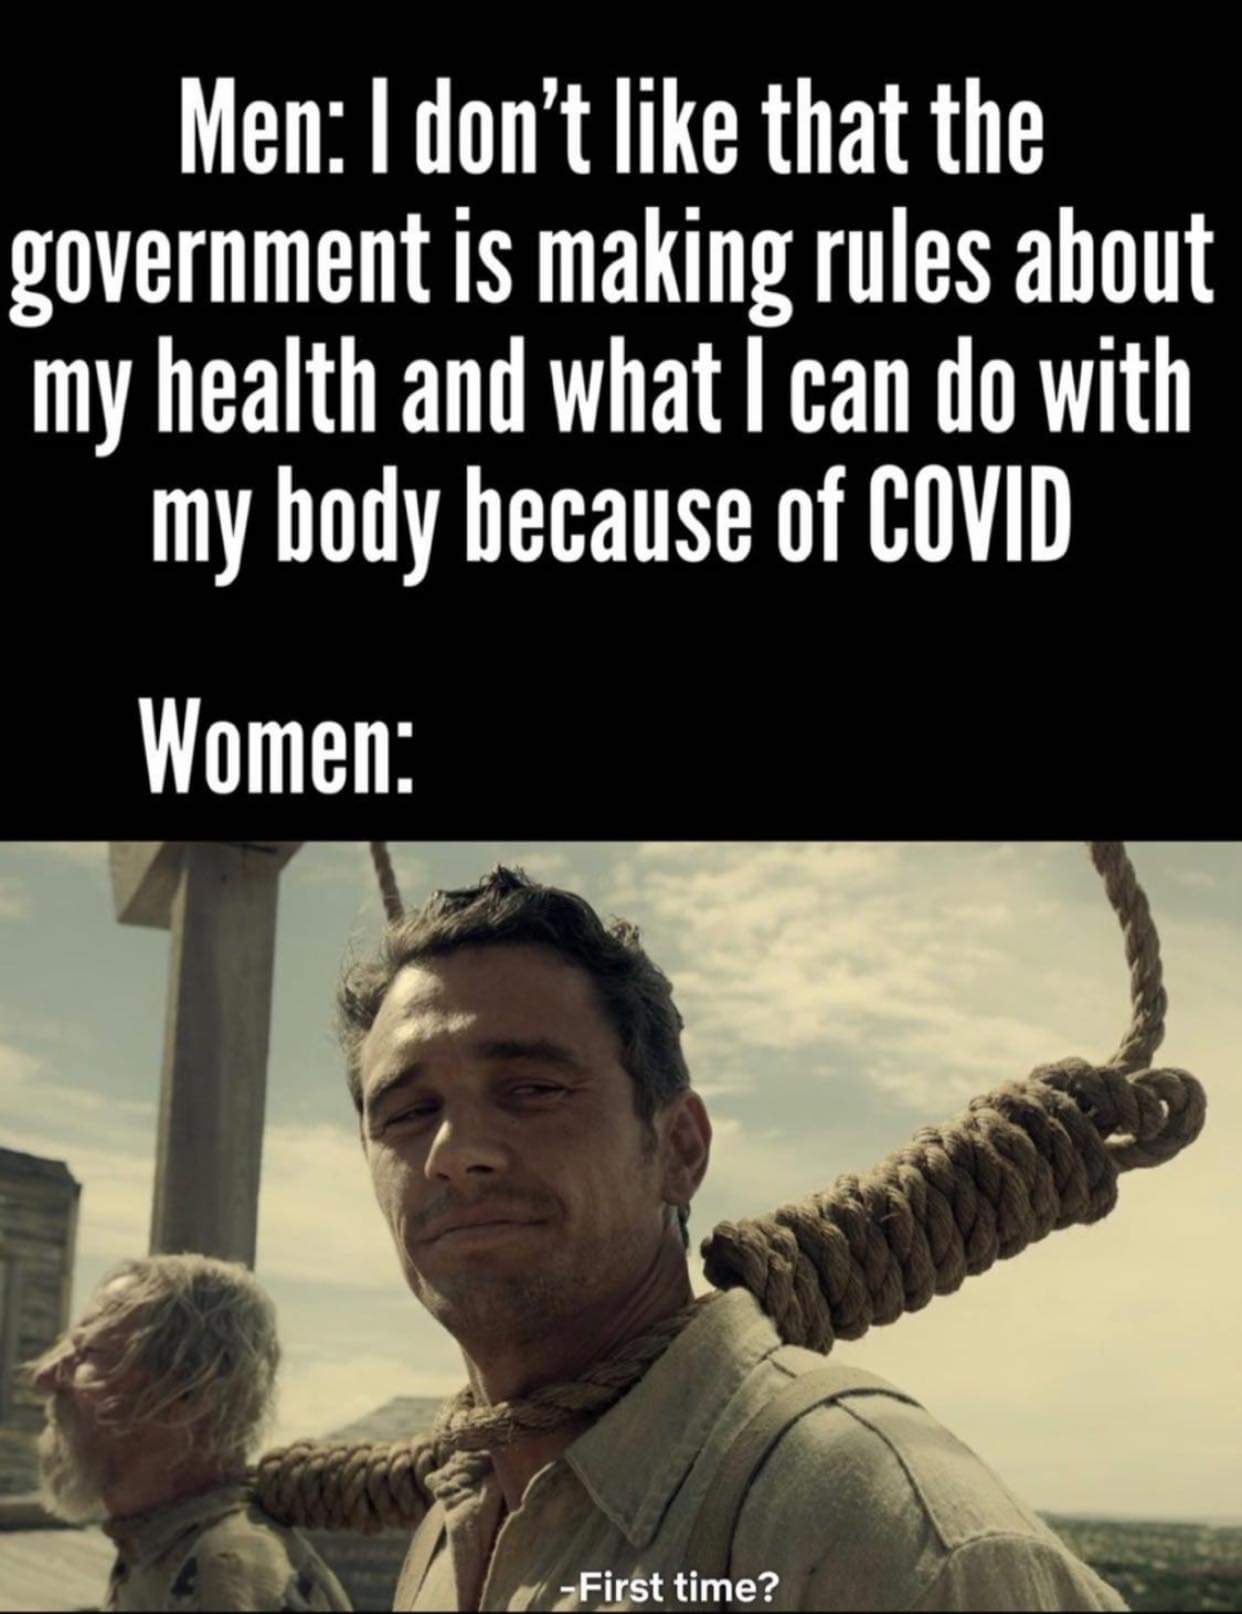 Men: I don't like that the
government is making rules about
my health and what I can do with
my body because of COVID
Women:
-First time?